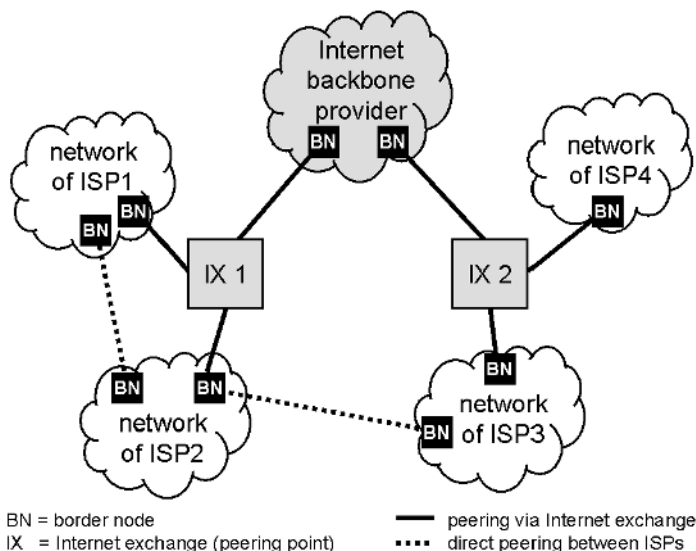 Internet
backbone
provider
BN
BN
network
of ISP1
BN
BN
network
of ISP4
BN
IX 1
IX 2
BN
BN
network
of ISP2
BN
BN
network
of ISP3
BN = border node
IX = Internet exchange (peering point)
peering via Internet exchange
direct peering between ISPs